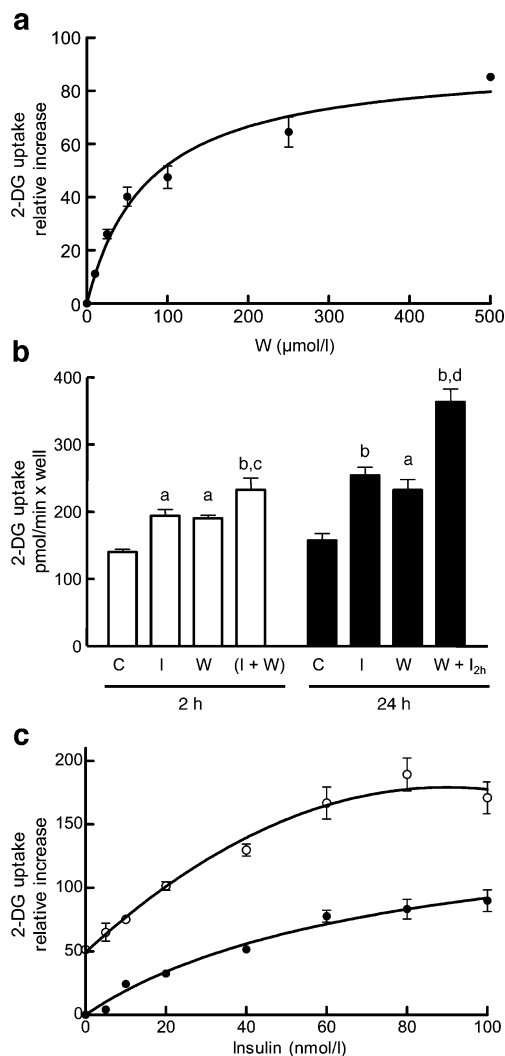 a
100
80
60
40
20
0
2-DG uptake
relative increase
0 100 200 300 400 500
W (µmol/l)
b
400
300
200
100
0
2-DG uptake
pmol/min x well
a a b,c b a b,d
C I W (I + W) C I W W + I2h
2 h 24 h
c
200
150
100
50
0
2-DG uptake
relative increase
0 20 40 60 80 100
Insulin (nmol/l)